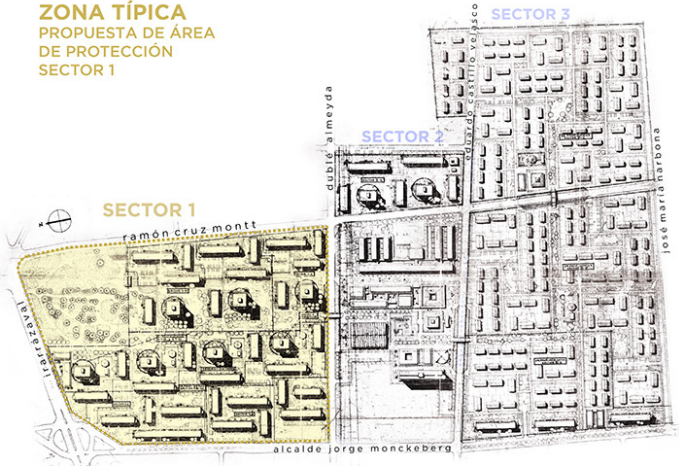 ZONA TÍPICA
PROPUESTA DE ÁREA
DE PROTECCIÓN
SECTOR 1
SECTOR 3
eduardo castillo velasco
dublé almeyda
SECTOR 2
josé maría narbona
SECTOR 1
ramón cruz montt
irarrazaval
alcalde jorge monckeberg